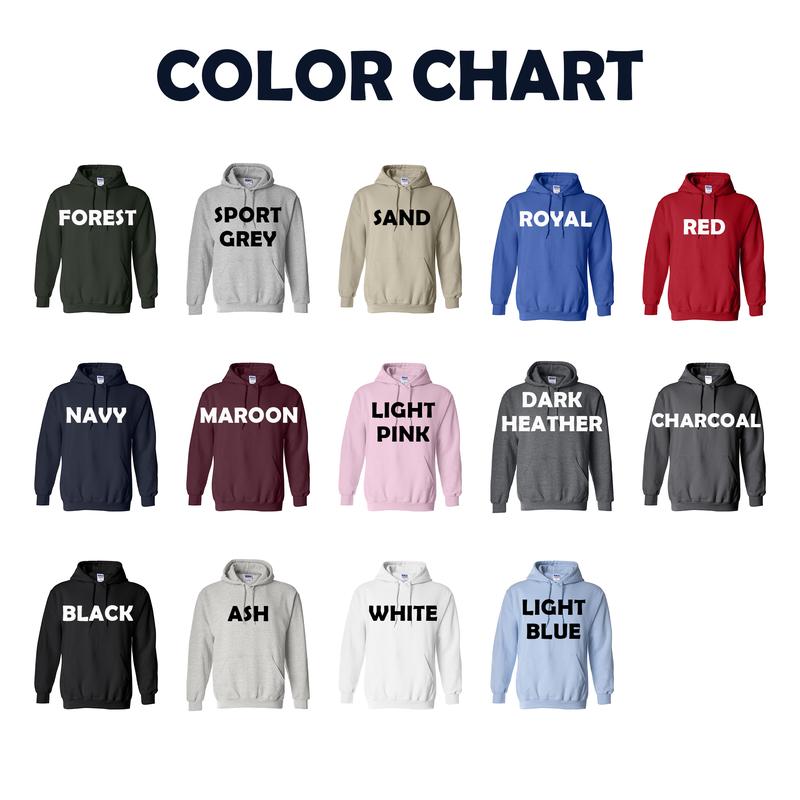 COLOR CHART
FOREST
SPORT
GREY
SAND
ROYAL
RED
NAVY
MAROON
LIGHT
PINK
DARK
HEATHER
CHARCOAL
BLACK
ASH
WHITE
LIGHT
BLUE